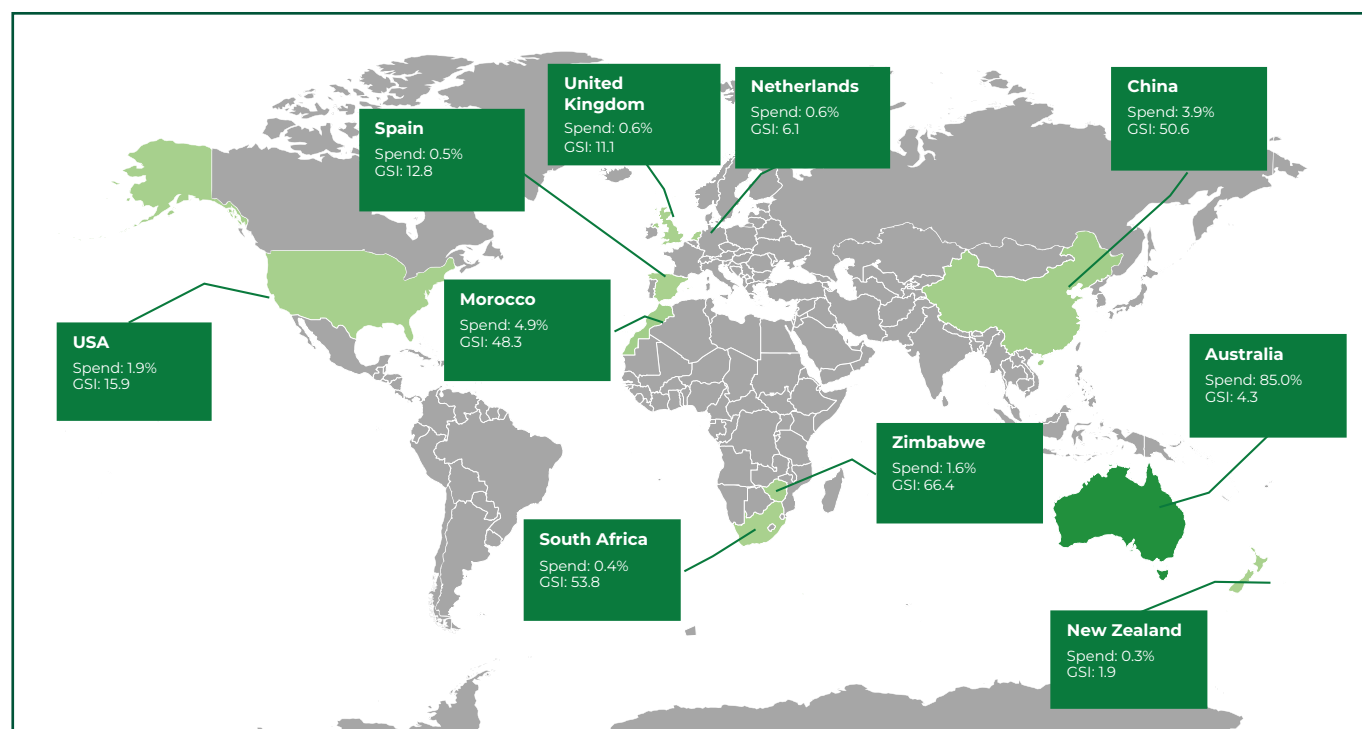 United
Kingdom
Spend: 0.6%
GSI: 11.1
Netherlands
Spend: 0.6%
GSI: 6.1
China
Spend: 3.9%
GSI: 50.6
Spain
Spend: 0.5%
GSI: 12.8
Morocco
Spend: 4.9%
GSI: 48.3
USA
Spend: 1.9%
GSI: 15.9
Australia
Spend: 85.0%
GSI: 4.3
Zimbabwe
Spend: 1.6%
GSI: 66.4
South Africa
Spend: 0.4%
GSI: 53.8
New Zealand
Spend: 0.3%
GSI: 1.9